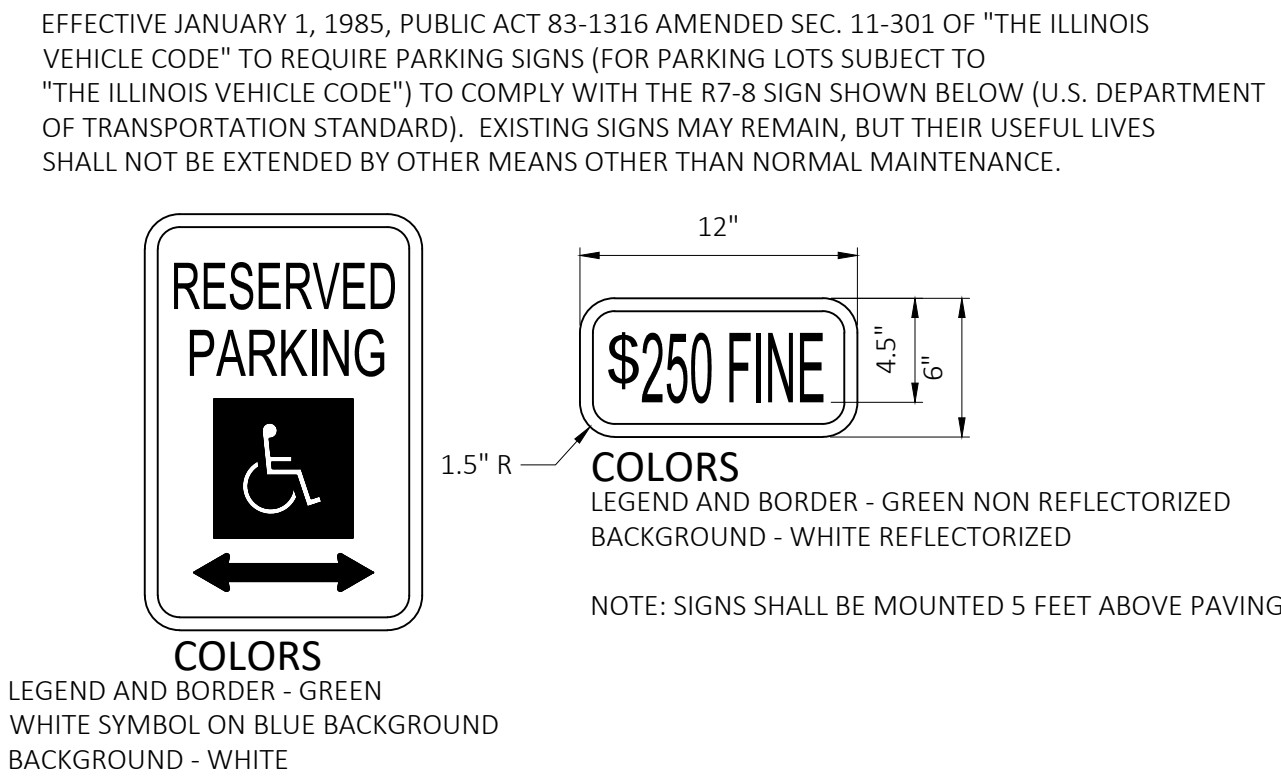 EFFECTIVE JANUARY 1, 1985, PUBLIC ACT 83-1316 AMENDED SEC. 11-301 OF "THE ILLINOIS
VEHICLE CODE" TO REQUIRE PARKING SIGNS (FOR PARKING LOTS SUBJECT TO
"THE ILLINOIS VEHICLE CODE") TO COMPLY WITH THE R7-8 SIGN SHOWN BELOW (U.S. DEPARTMENT
OF TRANSPORTATION STANDARD). EXISTING SIGNS MAY REMAIN, BUT THEIR USEFUL LIVES
SHALL NOT BE EXTENDED BY OTHER MEANS OTHER THAN NORMAL MAINTENANCE.
RESERVED
PARKING
COLORS
LEGEND AND BORDER - GREEN
WHITE SYMBOL ON BLUE BACKGROUND
BACKGROUND - WHITE
12"
$250 FINE
4.5"
6"
1.5" R
COLORS
LEGEND AND BORDER - GREEN NON REFLECTORIZED
BACKGROUND - WHITE REFLECTORIZED
NOTE: SIGNS SHALL BE MOUNTED 5 FEET ABOVE PAVING